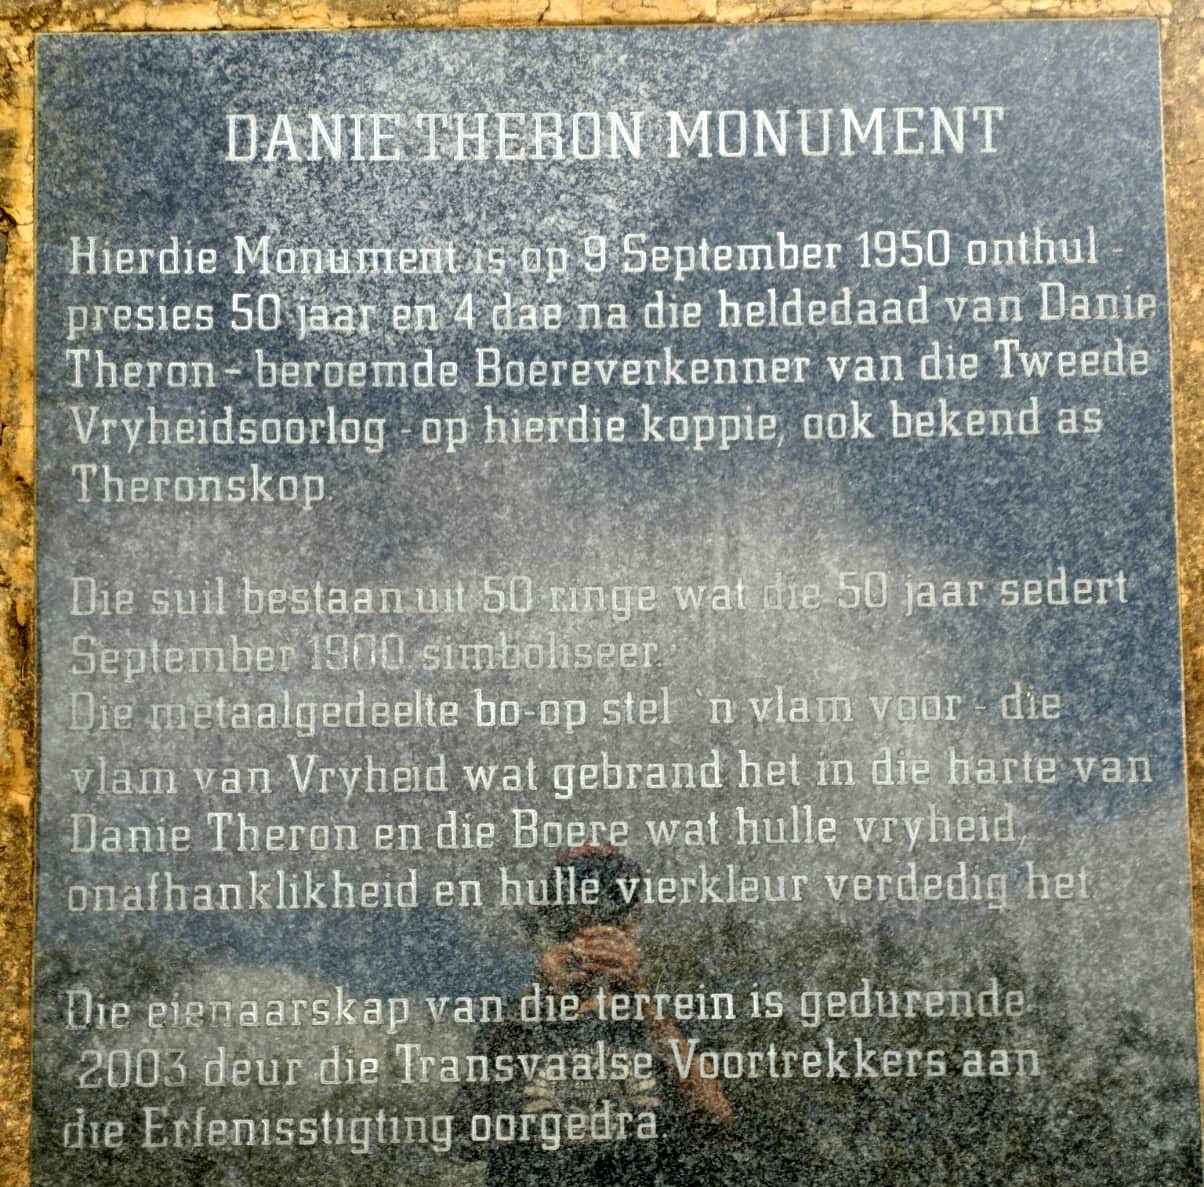 DANIE THERON MONUMENT
Hierdie Monument is op 9 September 1950 onthul -
presies 50 jaar en 4 dae na die heldedaad van Danie
Theron - beroemde Boereverkenner van die Tweede
Vryheidsoorlog - op hierdie koppie, ook bekend as
Theronskop.
Die suil bestaan uit 50 ringe wat die 50 jaar sedert
September 1900 simboliseer.
Die metaalgedeelte bo-op stel 'n vlam voor - die
vlam van Vryheid wat gebrand het in die harte van
Danie Theron en die Boere wat hulle vryheid,
onafhanklikheid en hulle vierkleur verdedig het
Die eienaarskap van die terrein is gedurende
2003 deur die Transvaalse Voortrekkers aan
die Erfenisstigting oorgedra.